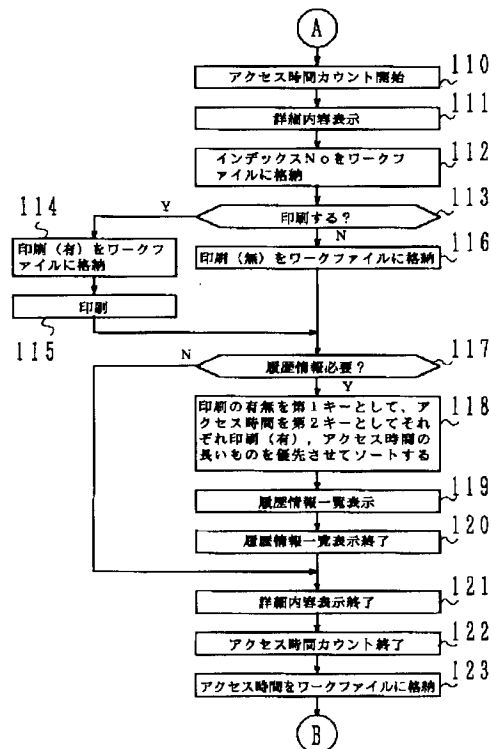 A
110
アクセス時間カウント開始
111
詳細内容表示
112
インデックスNoをワークフ
ァイルに格納
113
印刷する?
Y
N
114
印刷(有)をワークフ
ァイルに格納
116
印刷(無)をワークファイルに格納
印刷
115
117
履歴情報必要?
N
Y
118
印刷の有無を第1キーとして、ア
クセス時間を第2キーとしてそれ
ぞれ印刷(有),アクセス時間の
長いものを優先させてソートする
119
履歴情報一覧表示
120
履歴情報一覧表示終了
121
詳細内容表示終了
122
アクセス時間カウント終了
123
アクセス時間をワークファイルに格納
B